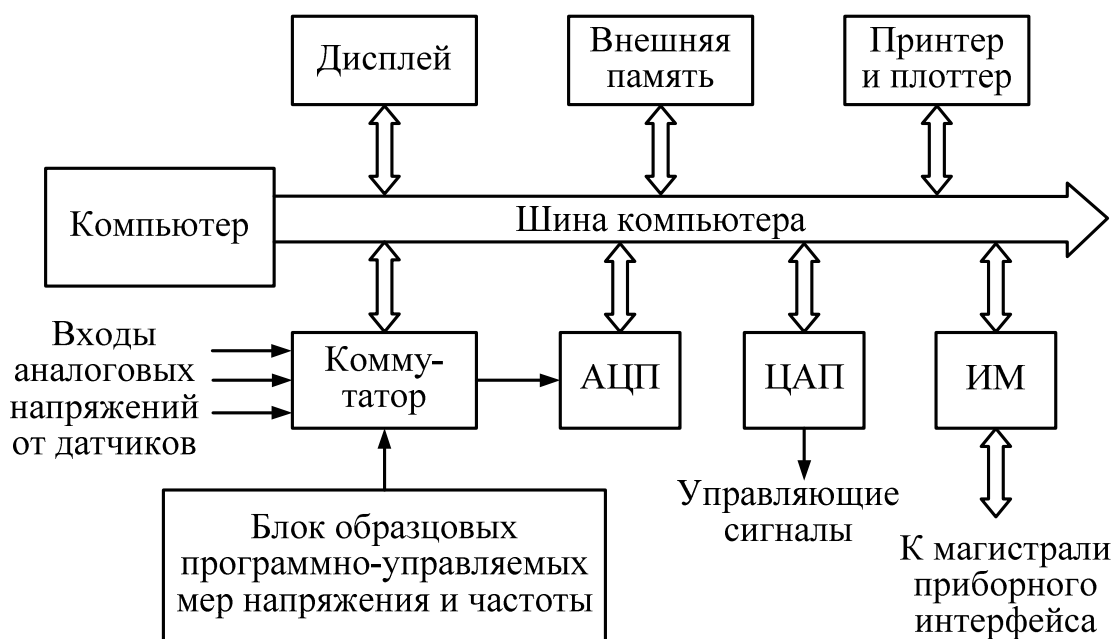 Дисплей
Внешняя
память
Принтер
и плоттер
Компьютер
Шина компьютера
Входы
аналоговых
напряжений
от датчиков
Комму-
татор
АЦП
ЦАП
ИМ
Управляющие
сигналы
Блок образцовых
программно-управляемых
мер напряжения и частоты
К магистрали
приборного
интерфейса